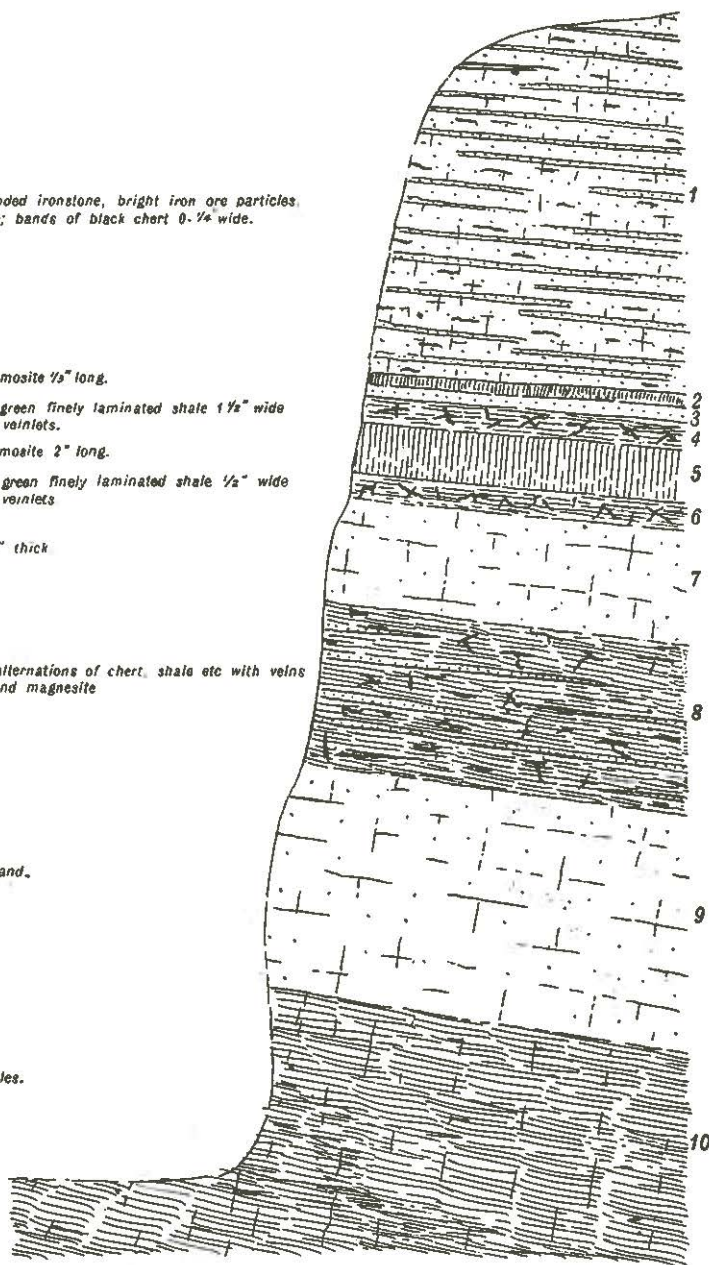 ded ironstone, bright iron ore particles
; bands of black chert 0-¼" wide.
1
mosite ⅓" long.
green finely laminated shale 1½" wide
veinlets.
mosite 2" long.
green finely laminated shale ½" wide
veinlets
" thick
alternations of chert, shale etc with veins
and magnesite
and.
les.
2
3
4
5
6
7
8
9
10